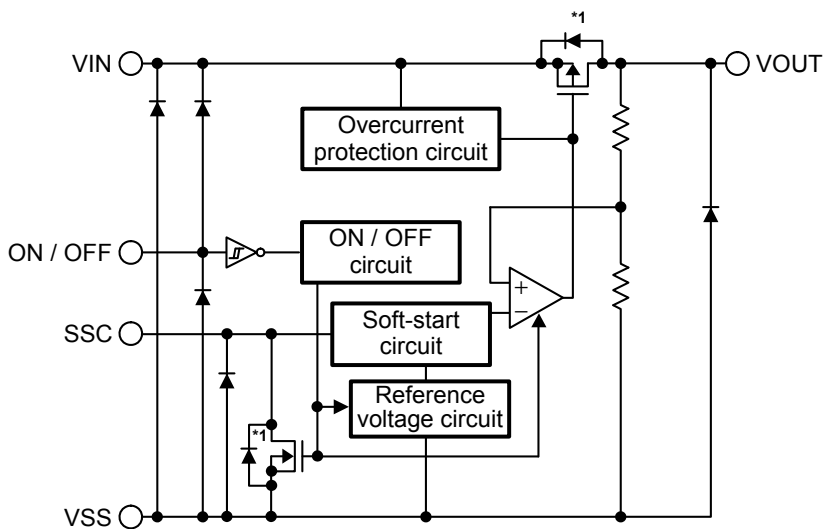 *1
VIN
VOUT
Overcurrent
protection circuit
ON / OFF
ON / OFF
circuit
+
−
SSC
Soft-start
circuit
Reference
voltage circuit
*1
VSS